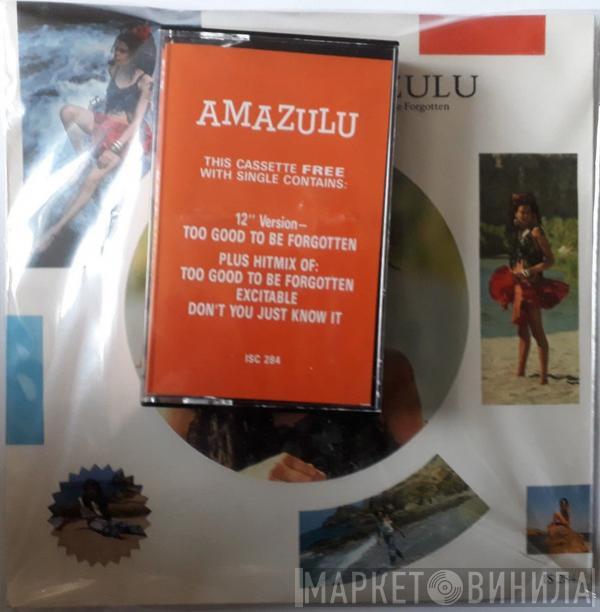 AMAZULU
THIS CASSETTE FREE
WITH SINGLE CONTAINS:
12" Version—
TOO GOOD TO BE FORGOTTEN
PLUS HITMIX OF:
TOO GOOD TO BE FORGOTTEN
EXCITABLE
DON'T YOU JUST KNOW IT
ISC 284
ZULU
Forgotten
МАРКЕТ ВИНИЛА